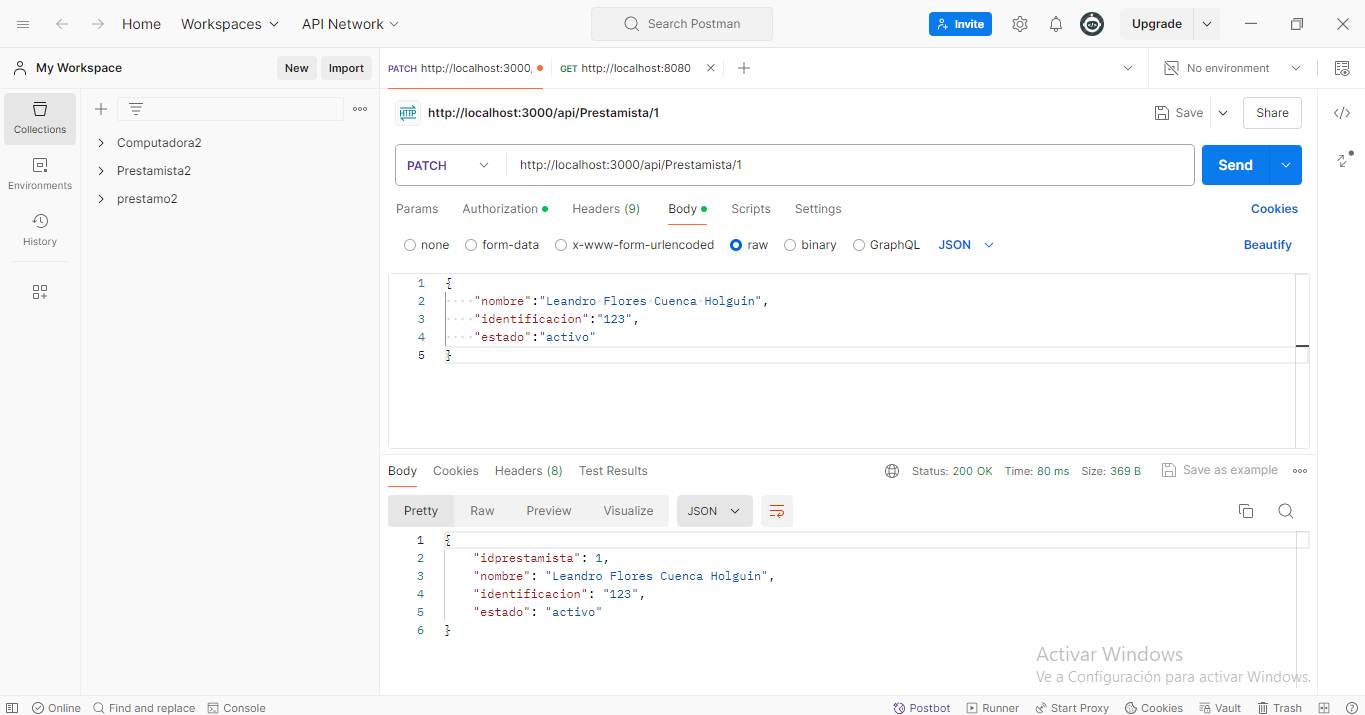 Home Workspaces API Network Search Postman Invite Upgrade
My Workspace New Import PATCH http://localhost:3000, GET http://localhost:8080 No environment
Collections
Environments
History
Computadora2
Prestamista2
prestamo2
HTTP http://localhost:3000/api/Prestamista/1 Save Share
PATCH http://localhost:3000/api/Prestamista/1 Send
Params Authorization Headers (9) Body Scripts Settings Cookies
none form-data x-www-form-urlencoded raw binary GraphQL JSON Beautify
1 {
2 "nombre":"Leandro Flores Cuenca Holguin",
3 "identificacion":"123",
4 "estado":"activo"
5 }
Body Cookies Headers (8) Test Results Status: 200 OK Time: 80 ms Size: 369 B Save as example
Pretty Raw Preview Visualize JSON
1 {
2 "idprestamista": 1,
3 "nombre": "Leandro Flores Cuenca Holguin",
4 "identificacion": "123",
5 "estado": "activo"
6 }
Activar Windows
Ve a Configuración para activar Windows.
Online Find and replace Console Postbot Runner Start Proxy Cookies Vault Trash